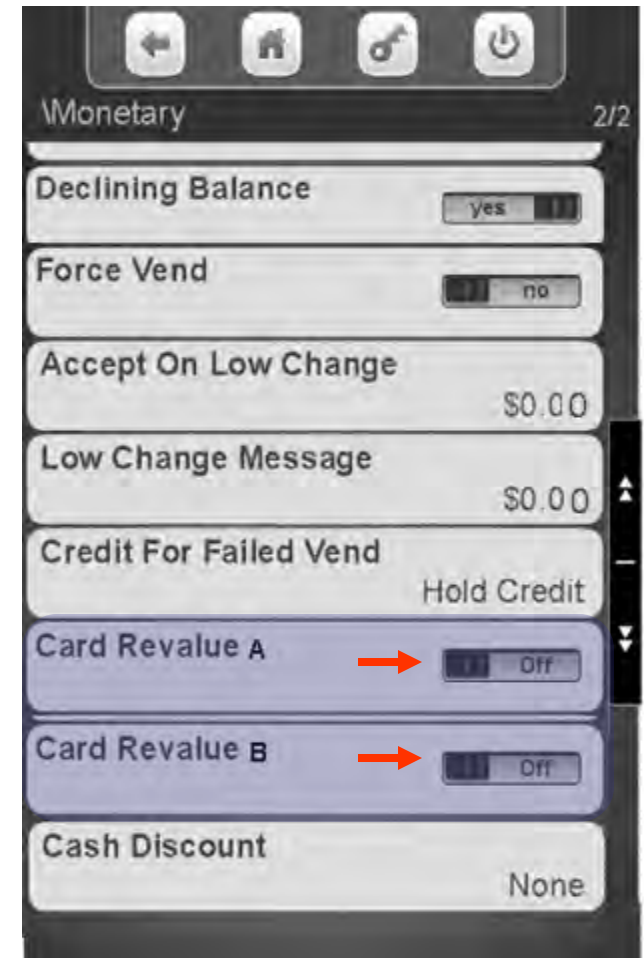 \Monetary 2/2
Declining Balance
yes
Force Vend
no
Accept On Low Change
$0.00
Low Change Message
$0.00
Credit For Failed Vend
Hold Credit
Card Revalue A
Off
Card Revalue B
Off
Cash Discount
None